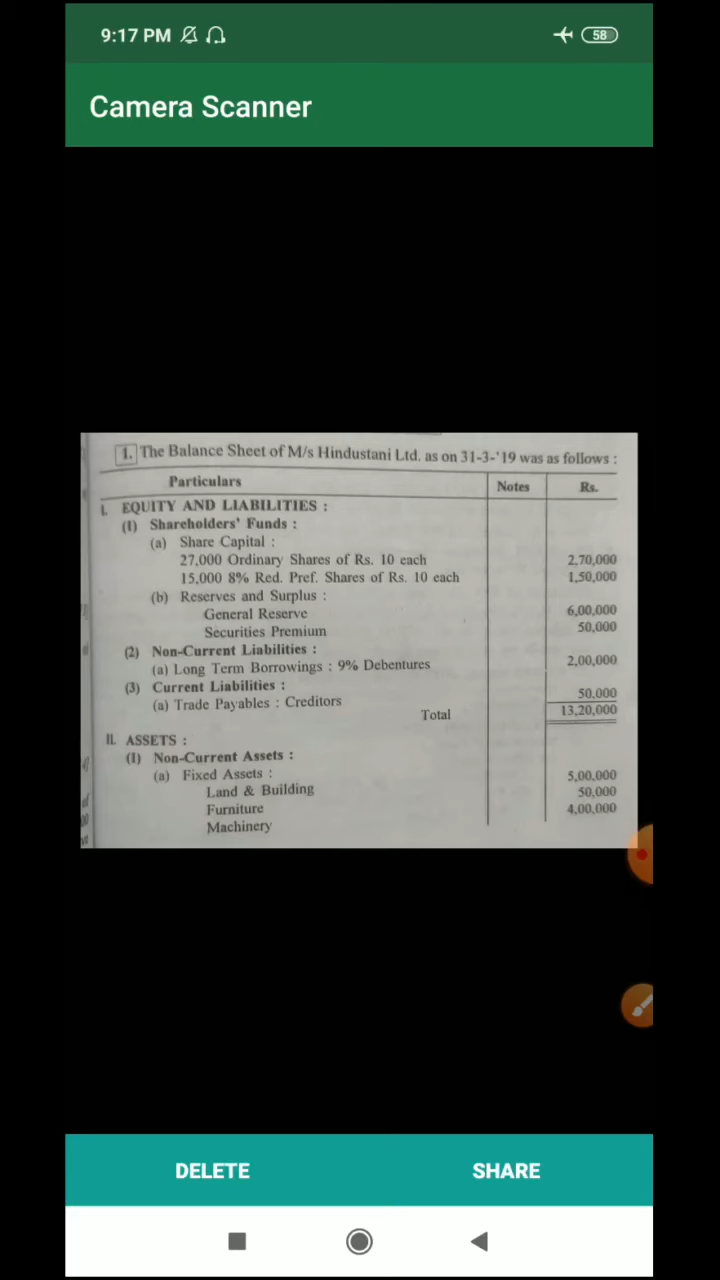 9:17 PM
58
Camera Scanner
1. The Balance Sheet of M/s Hindustani Ltd. as on 31-3-'19 was as follows :
Particulars Notes Rs.
I. EQUITY AND LIABILITIES :
(1) Shareholders' Funds :
(a) Share Capital :
27,000 Ordinary Shares of Rs. 10 each 2,70,000
15,000 8% Red. Pref. Shares of Rs. 10 each 1,50,000
(b) Reserves and Surplus :
General Reserve 6,00,000
Securities Premium 50,000
(2) Non-Current Liabilities :
(a) Long Term Borrowings : 9% Debentures 2,00,000
(3) Current Liabilities :
(a) Trade Payables : Creditors 50,000
Total 13,20,000
II. ASSETS :
(1) Non-Current Assets :
(a) Fixed Assets :
Land & Building 5,00,000
Furniture 50,000
Machinery 4,00,000
DELETE SHARE